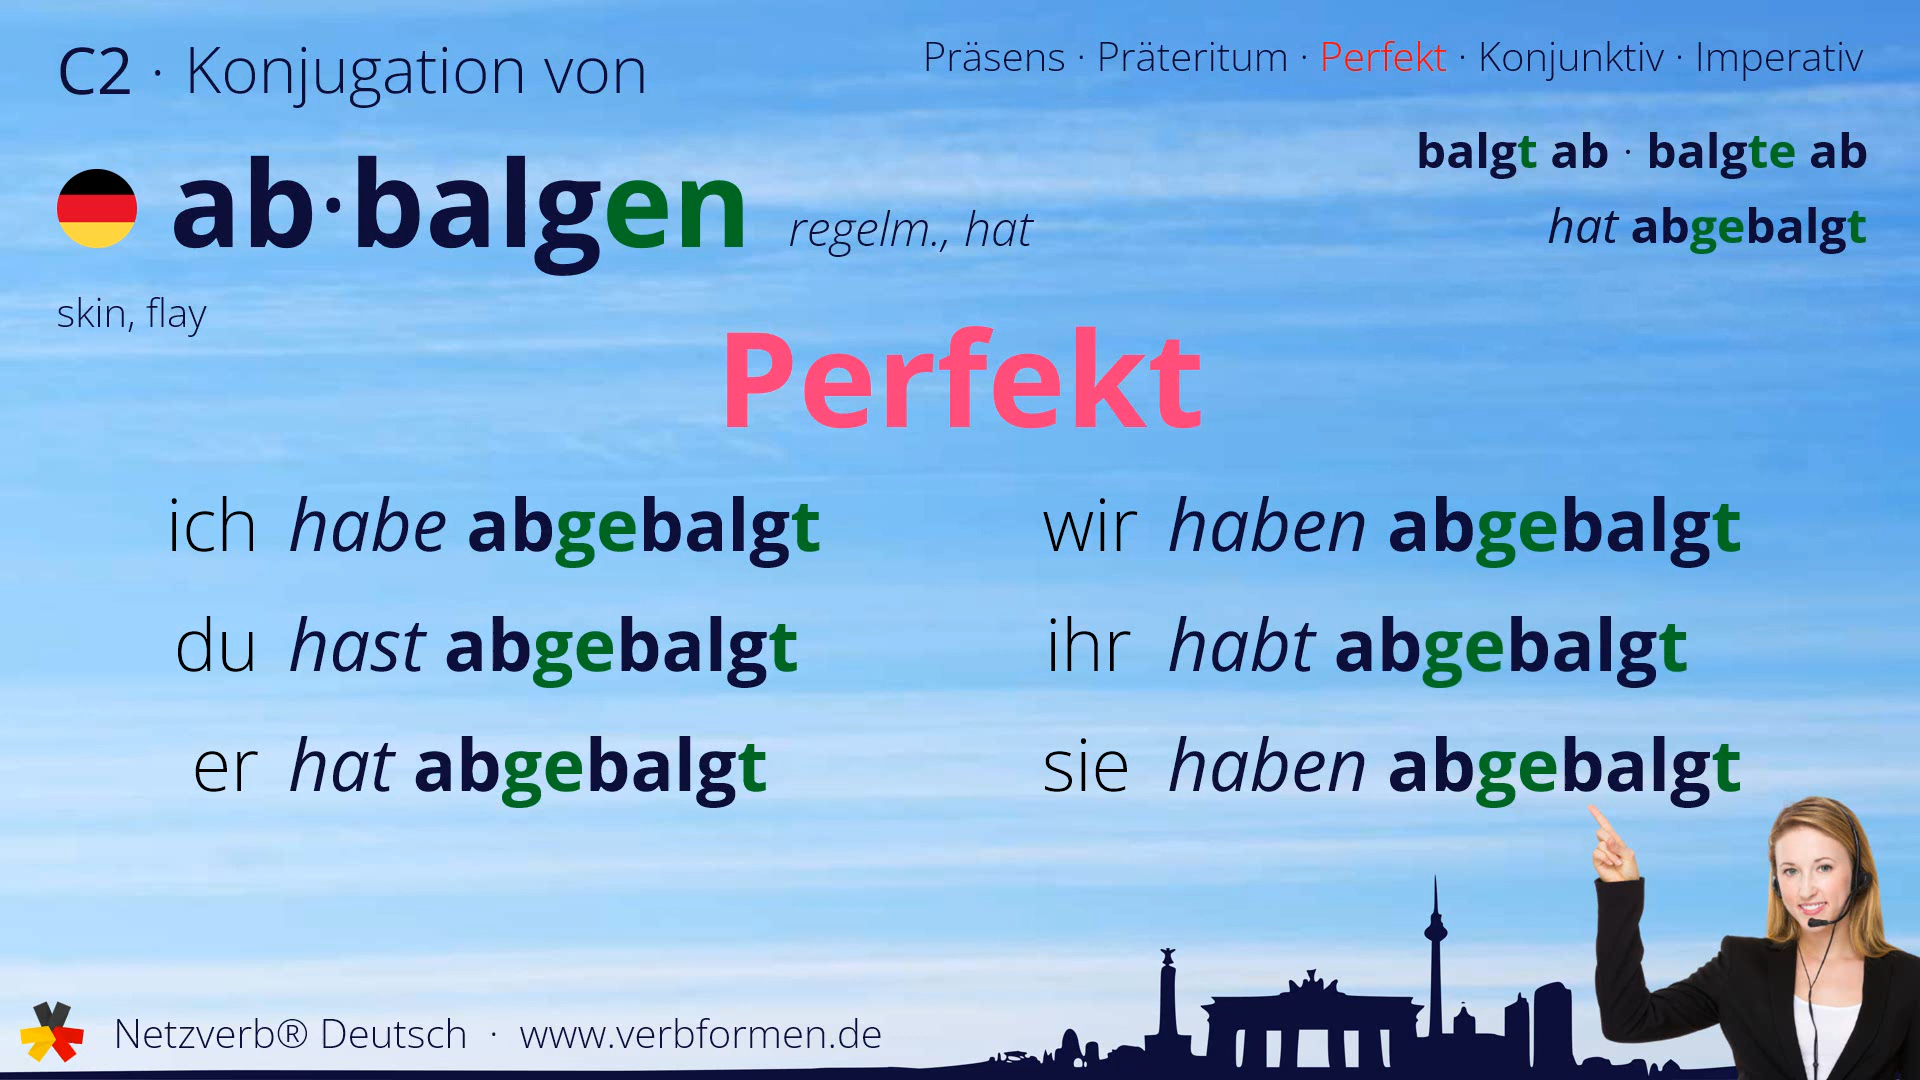 C2 · Konjugation von
Präsens · Präteritum · Perfekt · Konjunktiv · Imperativ
ab·balgen regelm., hat
balgt ab · balgte ab
hat abgebalgt
skin, flay
Perfekt
ich habe abgebalgt
du hast abgebalgt
er hat abgebalgt
wir haben abgebalgt
ihr habt abgebalgt
sie haben abgebalgt
Netzverb® Deutsch · www.verbformen.de